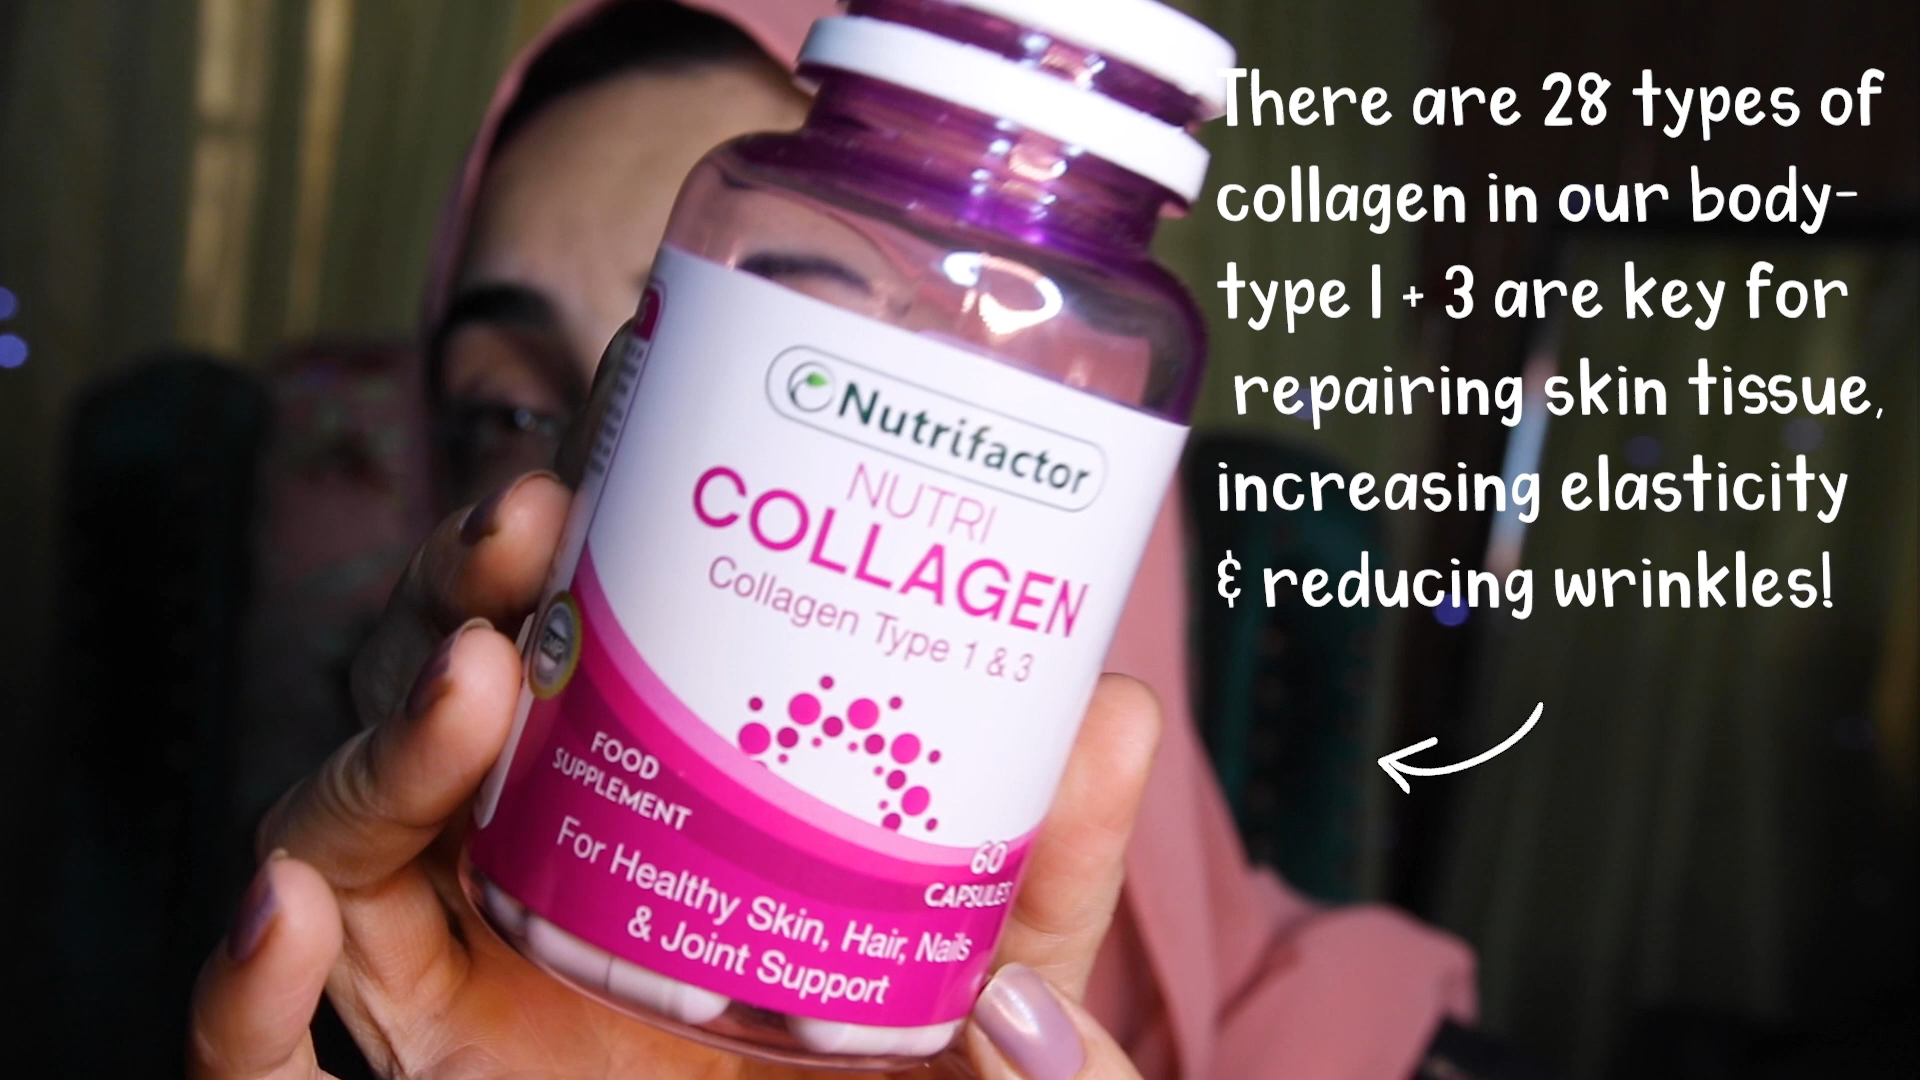 There are 28 types of
collagen in our body-
type 1 + 3 are key for
repairing skin tissue,
increasing elasticity
& reducing wrinkles!
Nutrifactor
NUTRI
COLLAGEN
Collagen Type 1 & 3
FOOD
SUPPLEMENT
60
CAPSULES
For Healthy Skin, Hair, Nails
& Joint Support